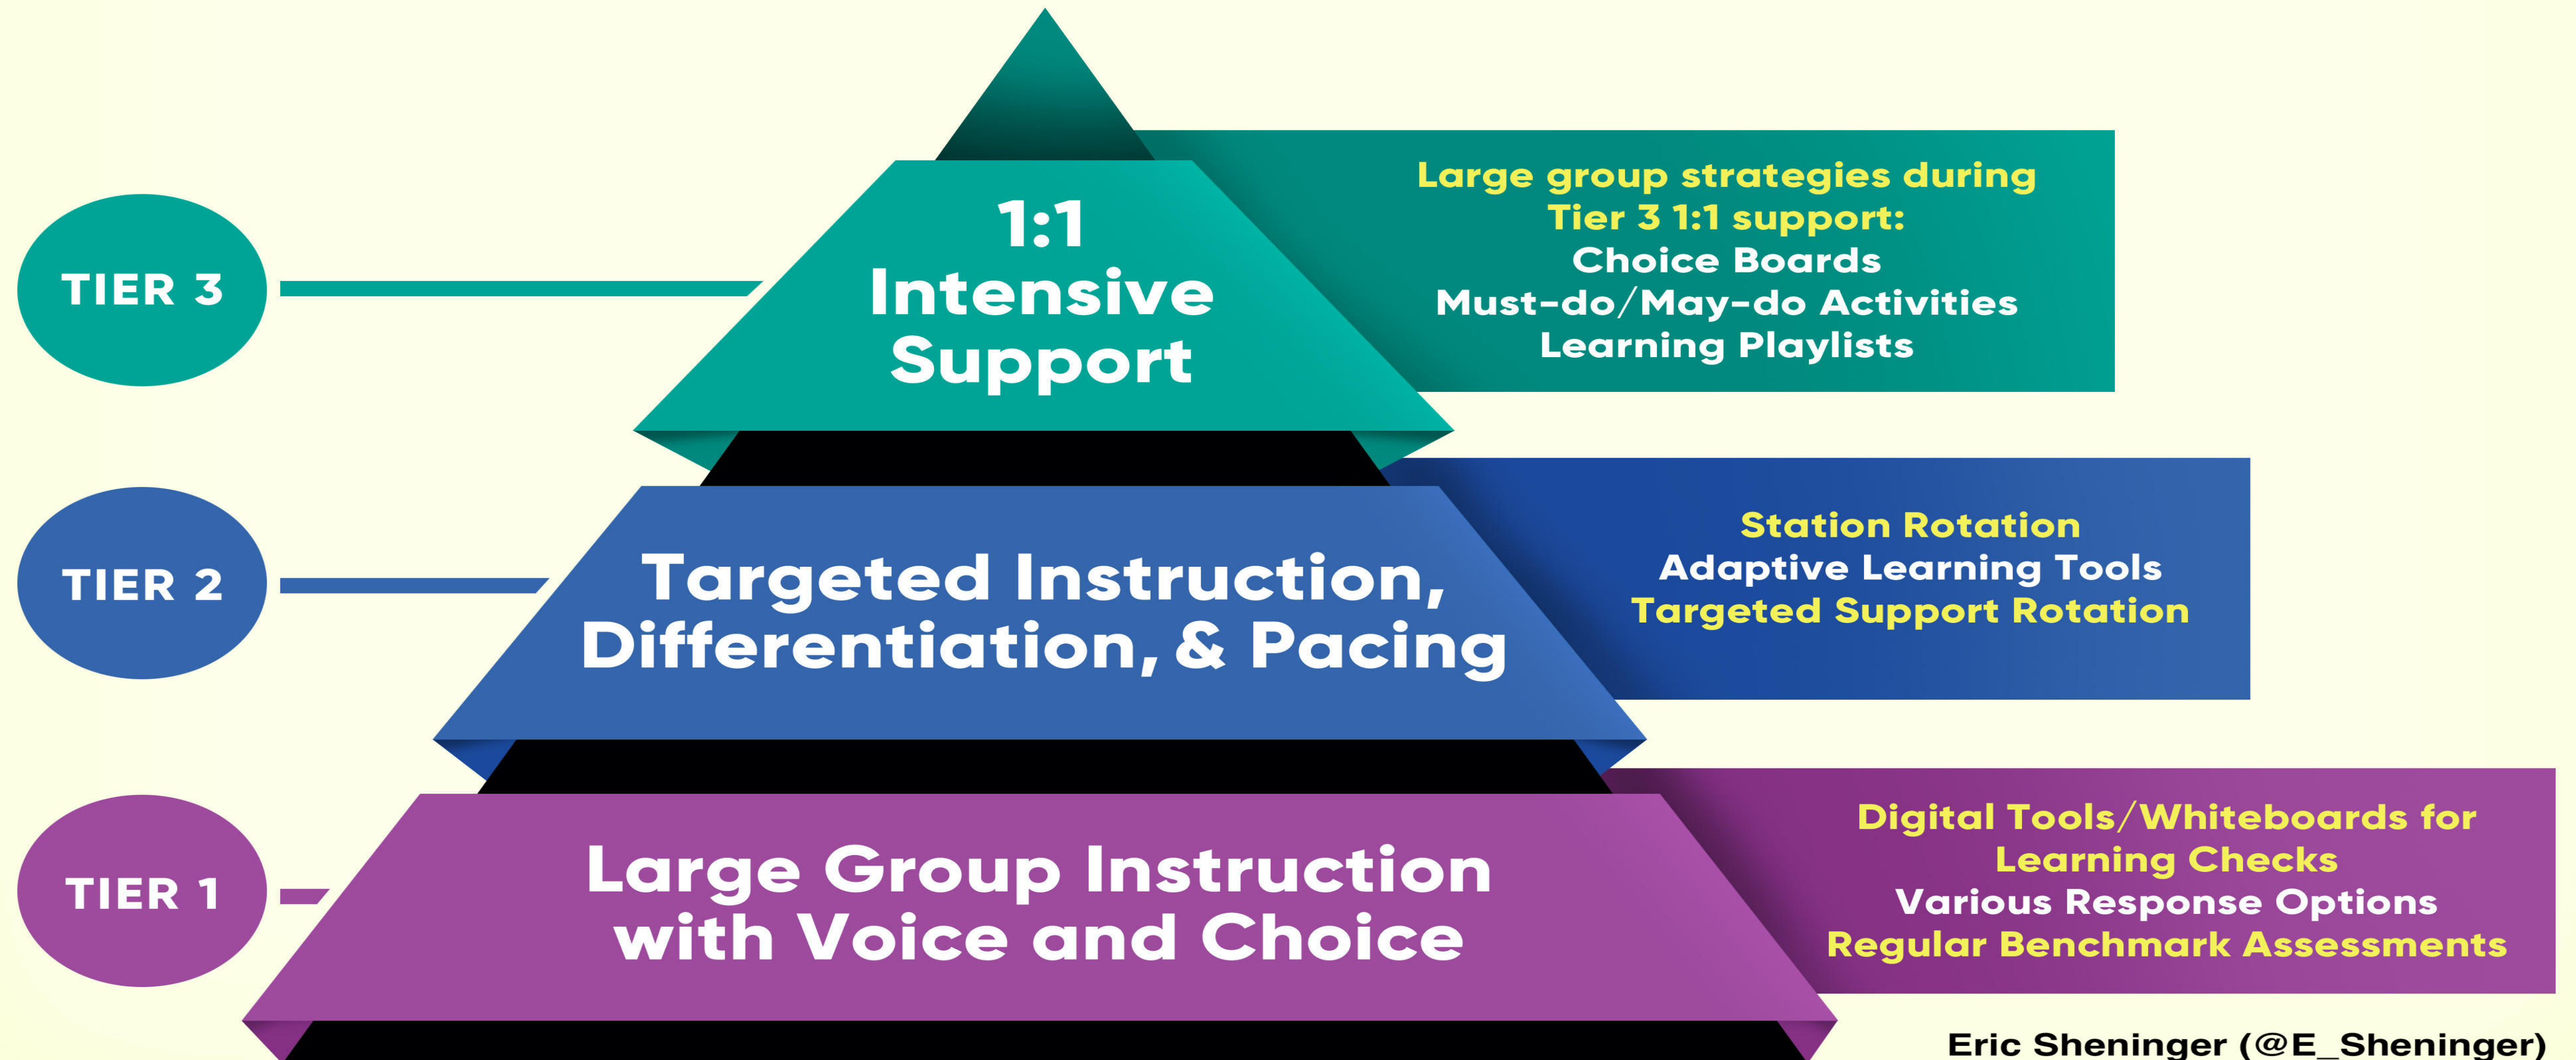 TIER 3
1:1
Intensive
Support
Large group strategies during
Tier 3 1:1 support:
Choice Boards
Must-do/May-do Activities
Learning Playlists
TIER 2
Targeted Instruction,
Differentiation, & Pacing
Station Rotation
Adaptive Learning Tools
Targeted Support Rotation
TIER 1
Large Group Instruction
with Voice and Choice
Digital Tools/Whiteboards for
Learning Checks
Various Response Options
Regular Benchmark Assessments
Eric Sheninger (@E_Sheninger)